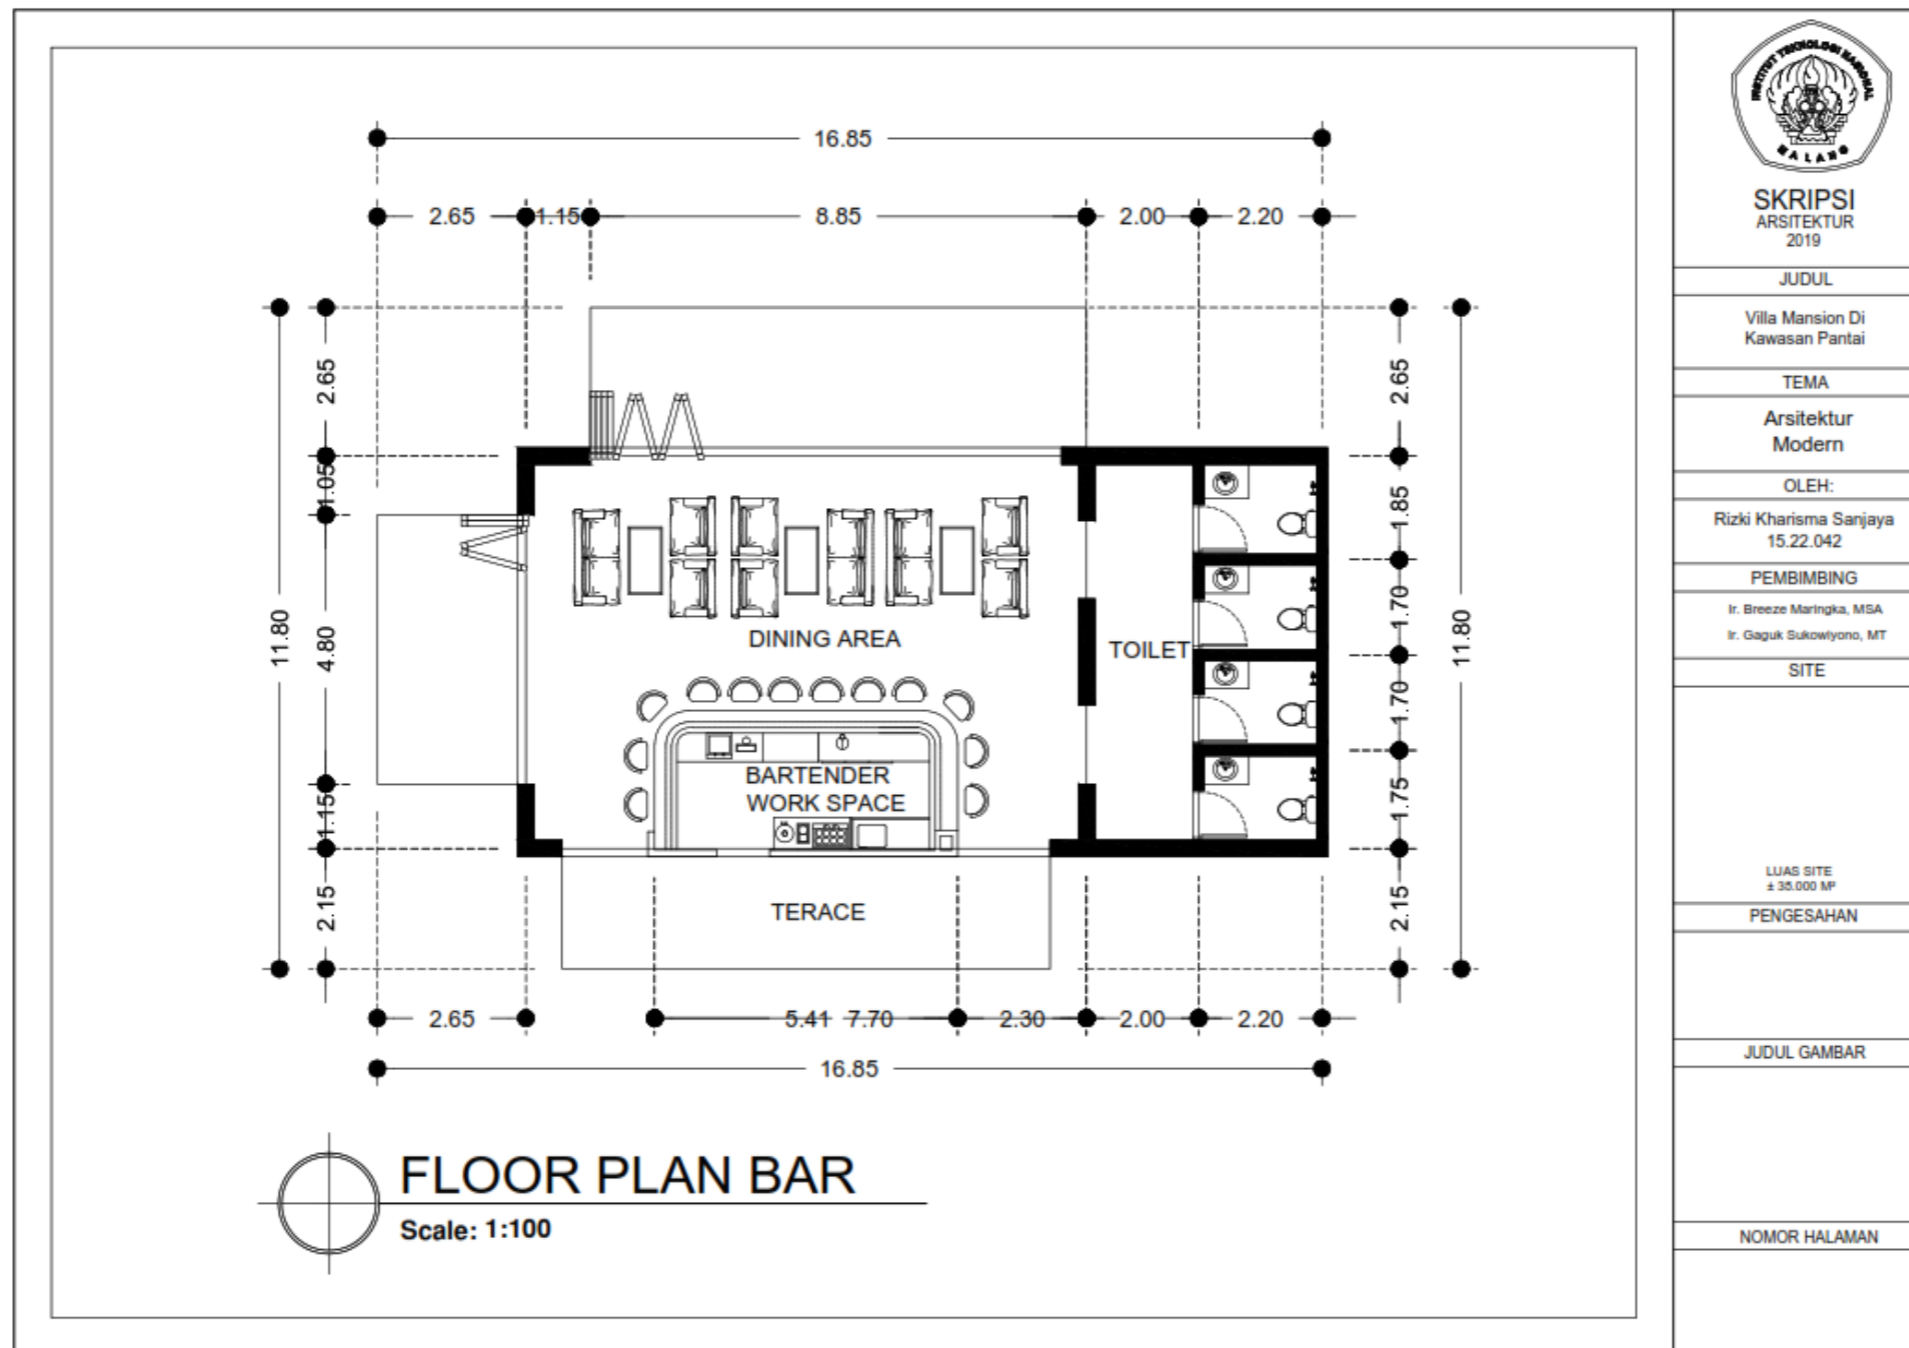 16.85
2.65
1.15
8.85
2.00
2.20
11.80
2.65
1.05
4.80
1.15
2.15
2.65
1.85
1.70
1.70
1.75
2.15
11.80
DINING AREA
TOILET
BARTENDER
WORK SPACE
TERACE
2.65
5.41
7.70
2.30
2.00
2.20
16.85
FLOOR PLAN BAR
Scale: 1:100
INSTITUT TEKNOLOGI NASIONAL
MALANG
SKRIPSI
ARSITEKTUR
2019
JUDUL
Villa Mansion Di
Kawasan Pantai
TEMA
Arsitektur
Modern
OLEH:
Rizki Kharisma Sanjaya
15.22.042
PEMBIMBING
Ir. Breeze Maringka, MSA
Ir. Gaguk Sukowiyono, MT
SITE
LUAS SITE
± 35.000 M²
PENGESAHAN
JUDUL GAMBAR
NOMOR HALAMAN